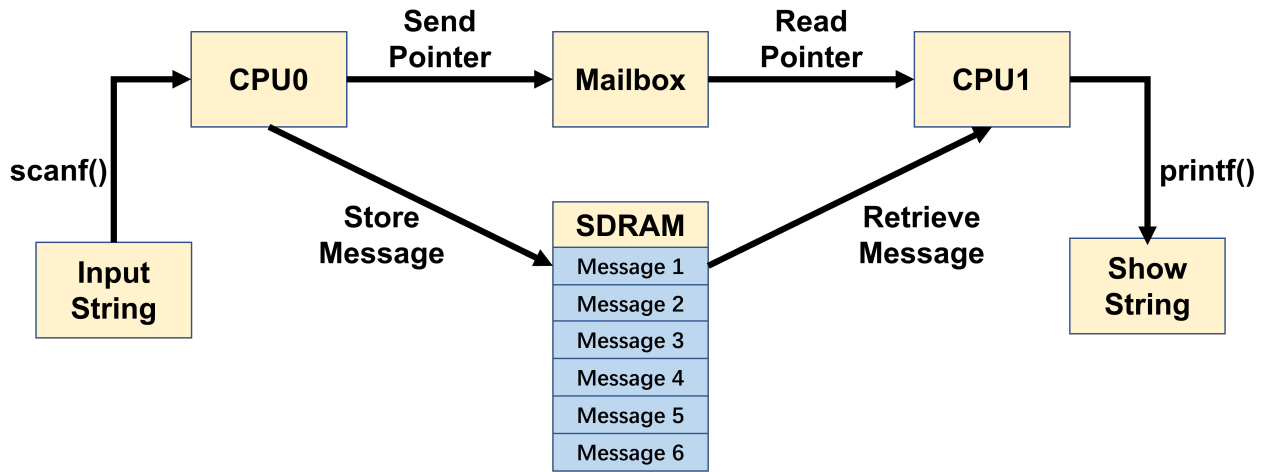 Send
Pointer
Read
Pointer
CPU0
Mailbox
CPU1
scanf()
printf()
Store
Message
SDRAM
Retrieve
Message
Input
String
Message 1
Message 2
Message 3
Message 4
Message 5
Message 6
Show
String